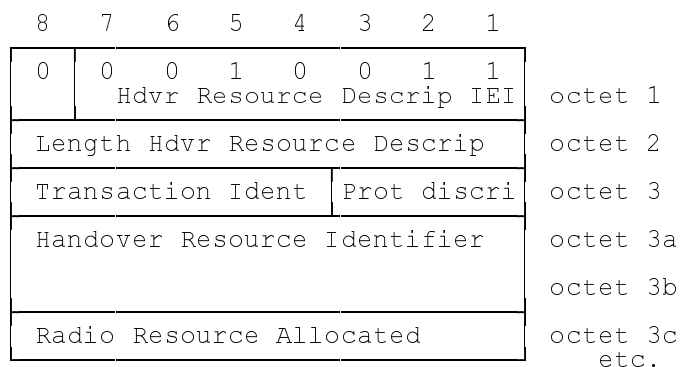 8 7 6 5 4 3 2 1
0 0 0 1 0 0 1 1
Hdvr Resource Descrip IEI octet 1
Length Hdvr Resource Descrip octet 2
Transaction Ident Prot discri octet 3
Handover Resource Identifier octet 3a
octet 3b
Radio Resource Allocated octet 3c
etc.